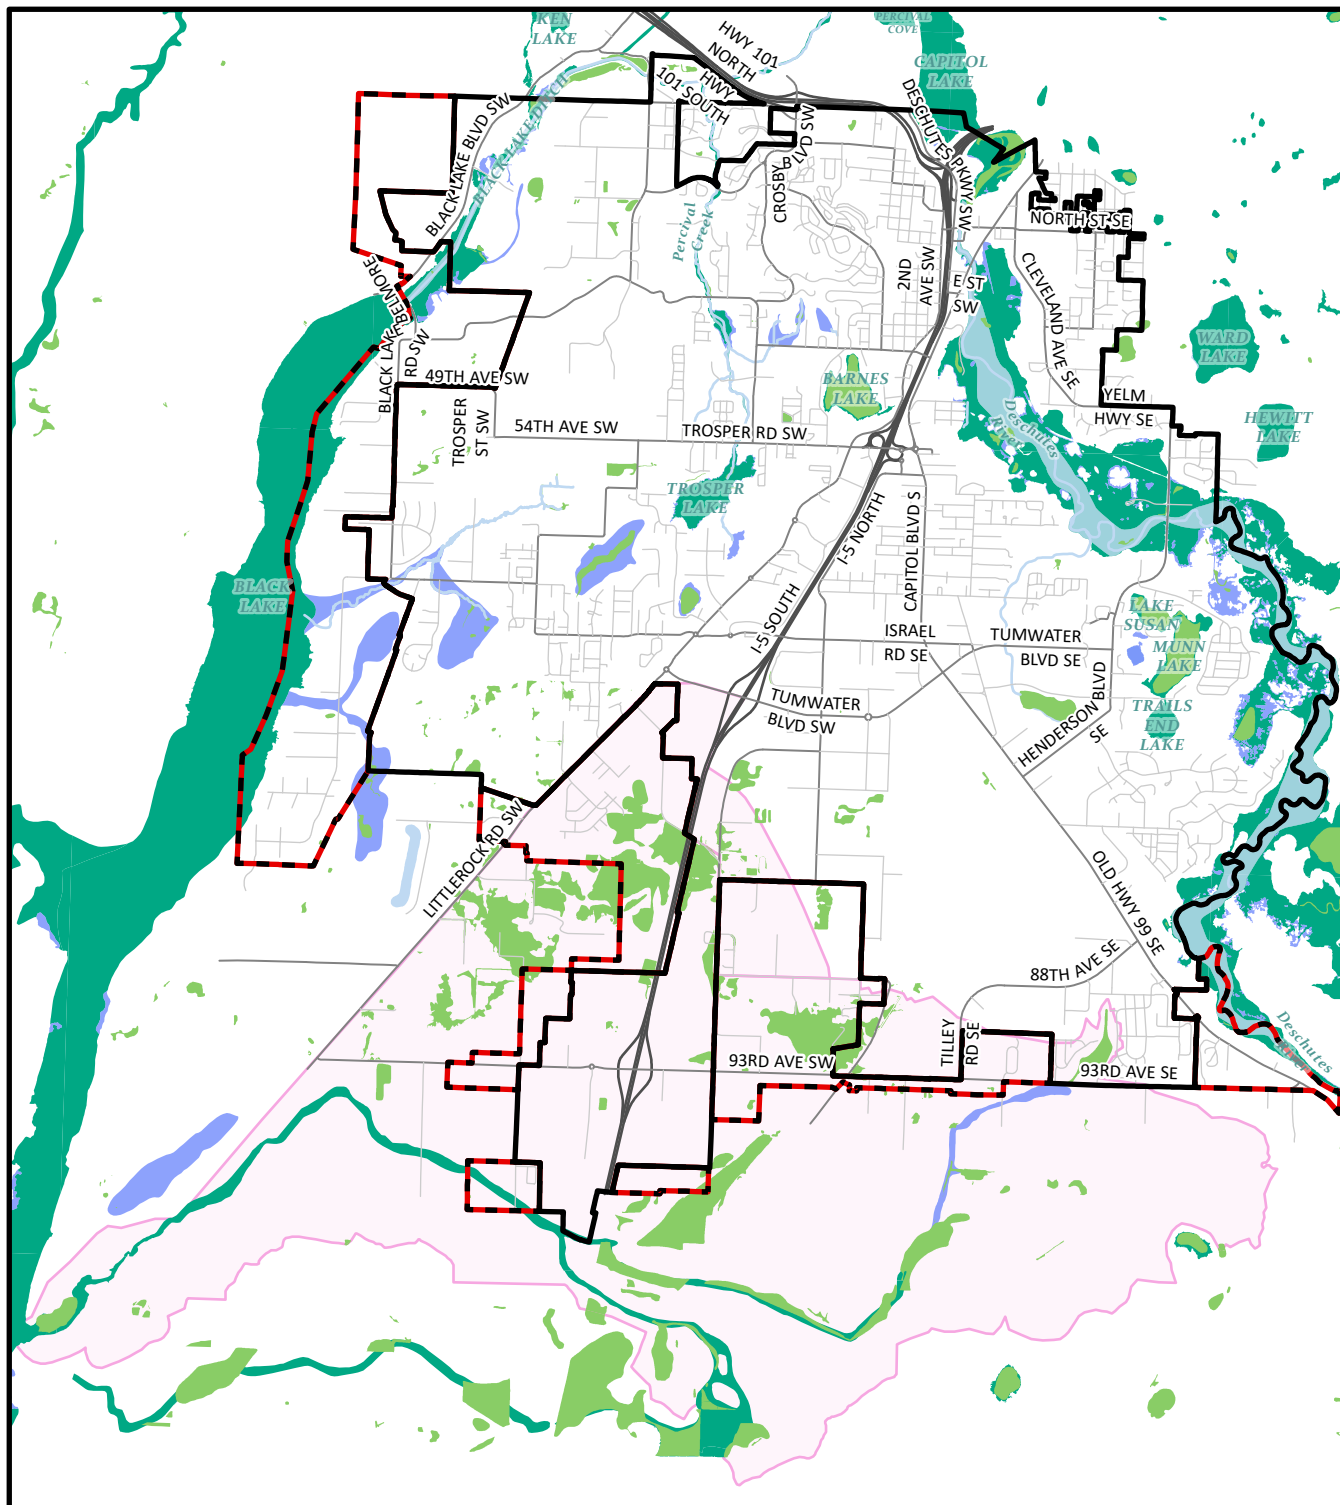 KEN
LAKE
PERCIVAL
COVE
HWY 101
NORTH
HWY
101 SOUTH
CAPITOL
LAKE
DESCHUTES PKWY SW
BLACK LAKE BLVD SW
BLACK LAKE DITCH
CROSBY BLVD SW
Percival
Creek
NORTH ST SE
2ND
AVE SW
E ST
SW
CLEVELAND AVE SE
BLACK LAKE BELMORE
RD SW
WARD
LAKE
49TH AVE SW
BARNES
LAKE
YELM
HWY SE
HEWITT
LAKE
TROSPER
ST SW
54TH AVE SW
TROSPER RD SW
Deschutes
River
TROSPER
LAKE
I-5 NORTH
CAPITOL BLVD S
BLACK
LAKE
I-5 SOUTH
ISRAEL
RD SE
TUMWATER
BLVD SE
LAKE
SUSAN
MUNN
LAKE
TRAILS
END
LAKE
HENDERSON BLVD
SE
TUMWATER
BLVD SW
LITTLEROCK RD SW
OLD HWY 99 SE
88TH AVE SE
TILLEY
RD SE
93RD AVE SW
93RD AVE SE
Deschutes
River